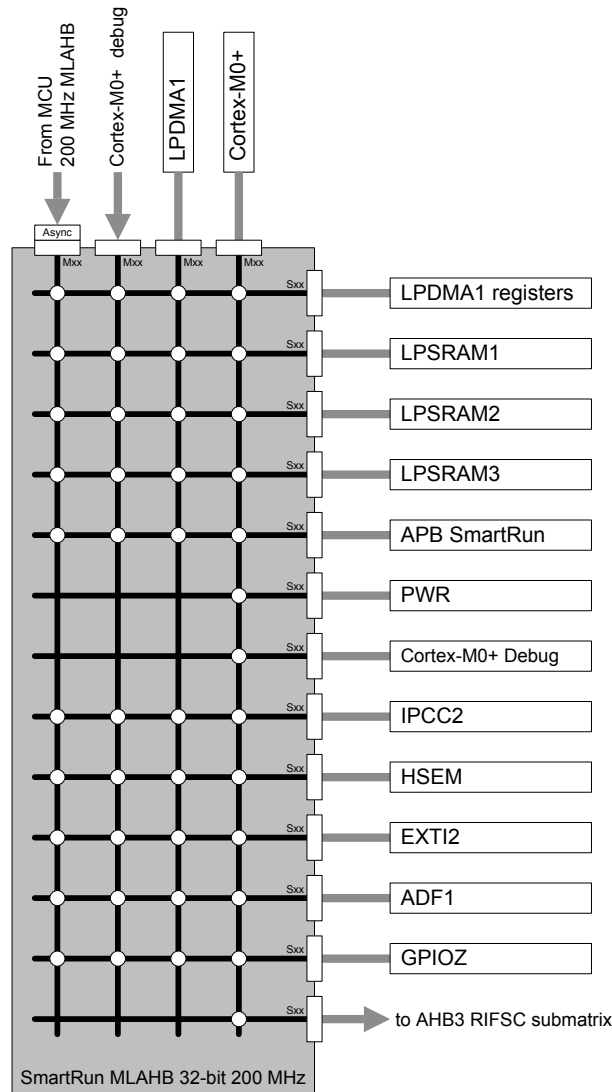 From MCU
200 MHz MLAHB
Cortex-M0+ debug
LPDMA1
Cortex-M0+
Async
Mxx
Mxx
Mxx
Mxx
Sxx
LPDMA1 registers
Sxx
LPSRAM1
Sxx
LPSRAM2
Sxx
LPSRAM3
Sxx
APB SmartRun
Sxx
PWR
Sxx
Cortex-M0+ Debug
Sxx
IPCC2
Sxx
HSEM
Sxx
EXTI2
Sxx
ADF1
Sxx
GPIOZ
Sxx
to AHB3 RIFSC submatrix
SmartRun MLAHB 32-bit 200 MHz